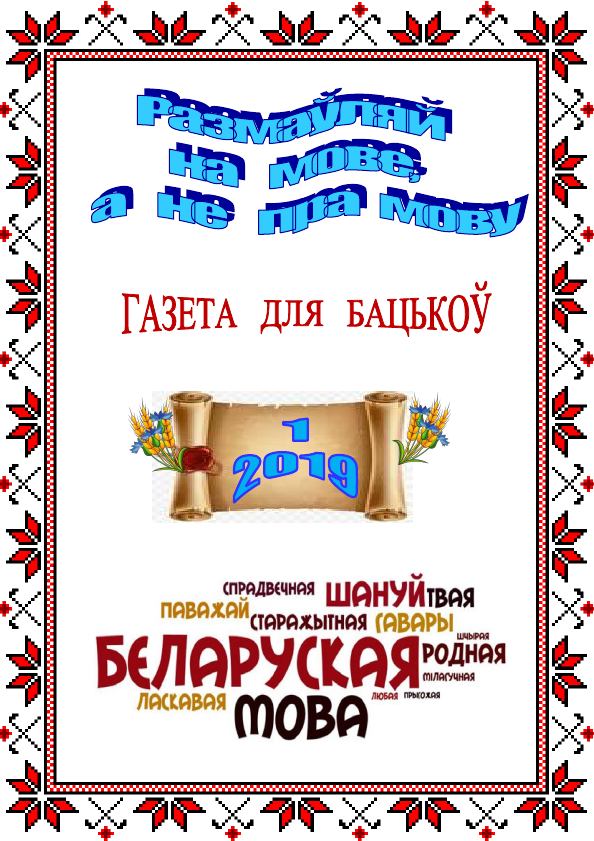 Размаўляй
на мове,
а не пра мову
ГАЗЕТА ДЛЯ БАЦЬКОЎ
1
2019
СПРАДВЕЧНАЯ ШАНУЙ ТВАЯ
ПАВАЖАЙ СТАРАЖЫТНАЯ ГАВАРЫ
ШЧЫРАЯ
БЕЛАРУСКАЯ РОДНАЯ
МІЛАГУЧНАЯ
ЛАСКАВАЯ МОВА ЛЮБАЯ ПРЫГОЖАЯ